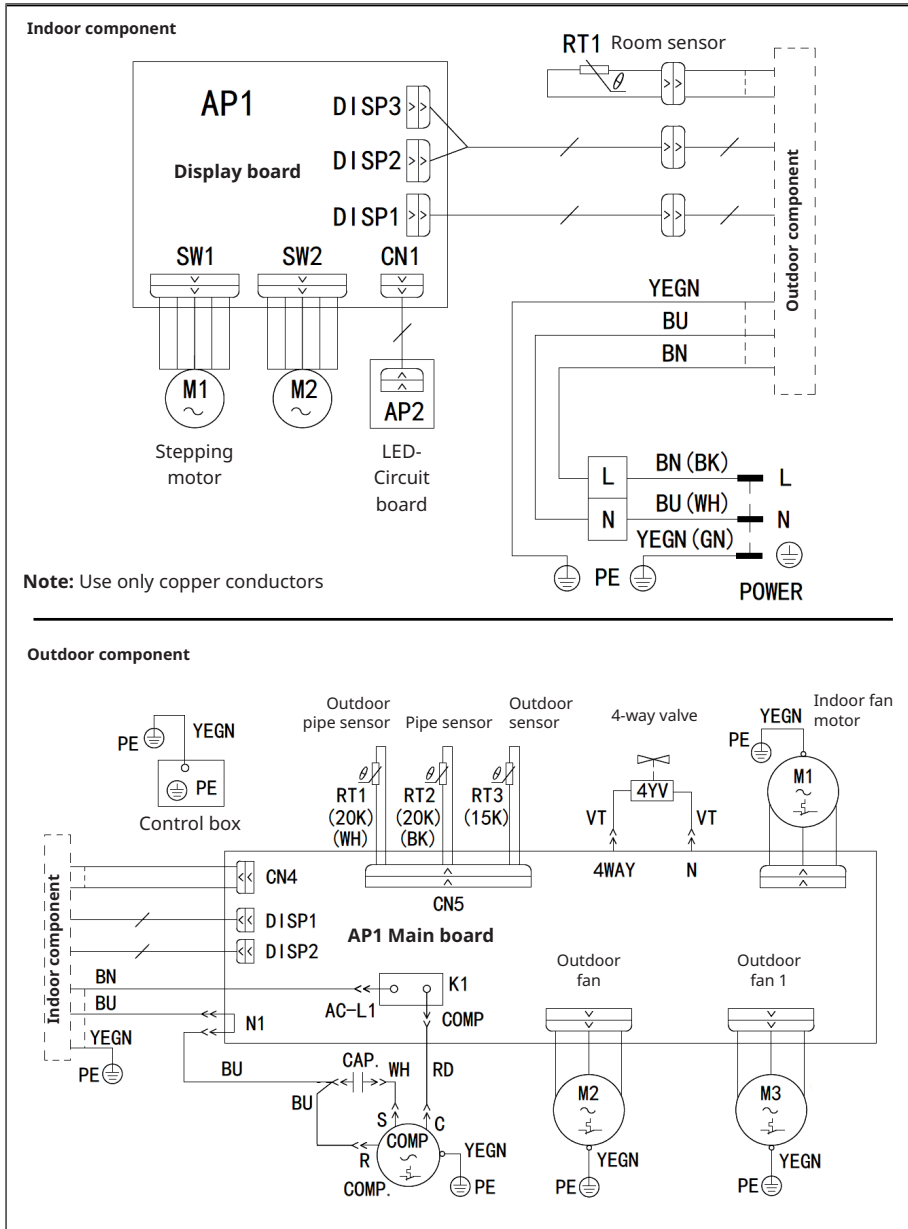 Indoor component
RT1 Room sensor
θ
AP1
Display board
DISP3
DISP2
DISP1
SW1 SW2 CN1
M1
M2
AP2
Stepping
motor
LED-
Circuit
board
Outdoor component
YEGN
BU
BN
L
N
BN(BK)
BU(WH)
YEGN(GN)
L
N
PE
POWER
Note: Use only copper conductors
Outdoor component
PE
YEGN
PE
Control box
Outdoor
pipe sensor
Pipe sensor
Outdoor
sensor
4-way valve
Indoor fan
motor
θ
RT1
(20K)
(WH)
θ
RT2
(20K)
(BK)
θ
RT3
(15K)
4YV
VT
VT
4WAY
N
YEGN
PE
M1
Indoor component
CN4
DISP1
DISP2
CN5
AP1 Main board
BN
BU
YEGN
PE
N1
AC-L1
K1
COMP
BU
CAP.
WH
RD
BU
S
C
R
COMP
COMP.
YEGN
PE
Outdoor
fan
M2
YEGN
PE
Outdoor
fan 1
M3
YEGN
PE